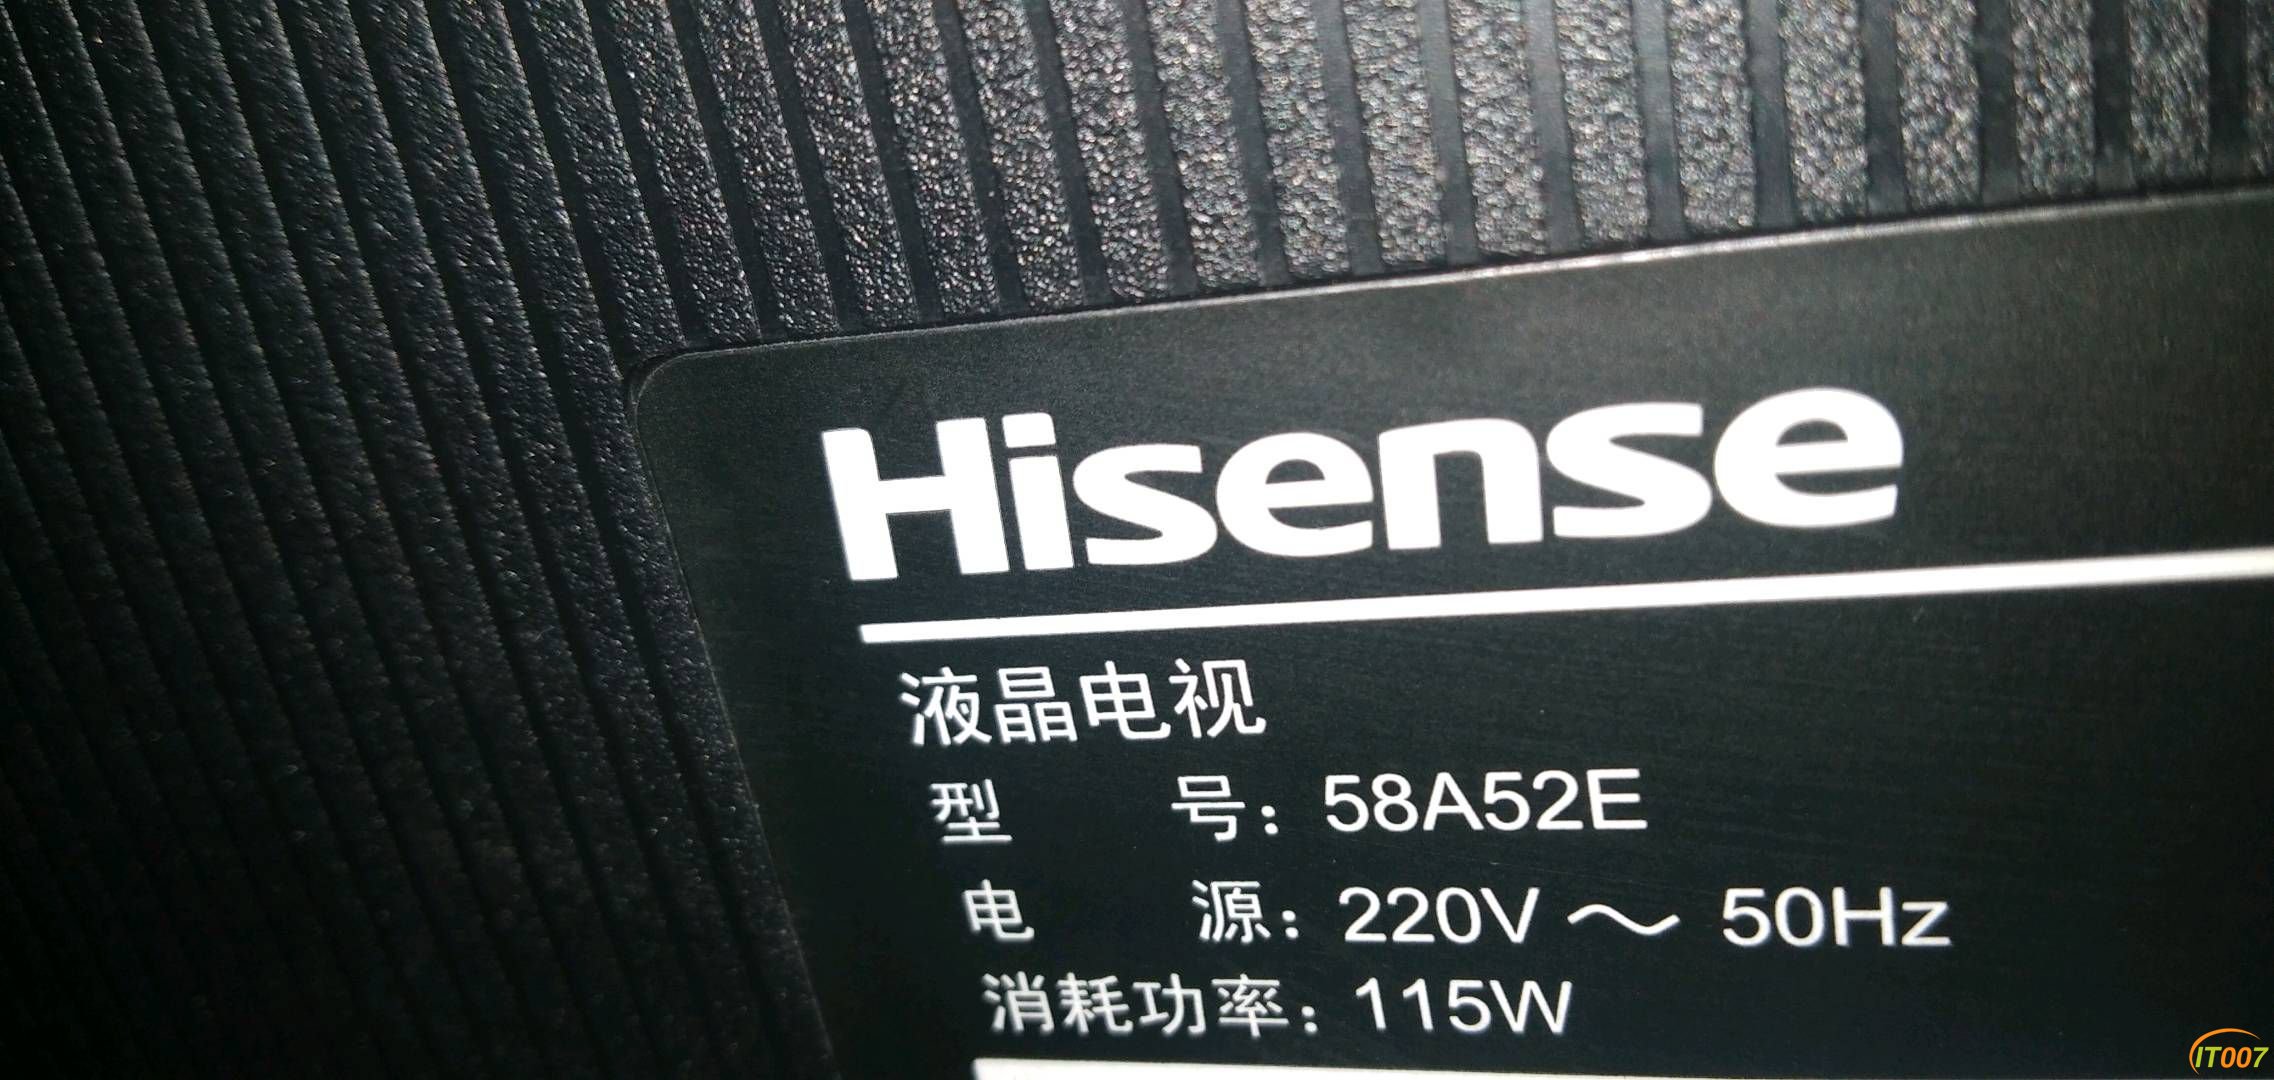 Hisense
液晶电视
型 号：58A52E
电 源：220V ～ 50Hz
消耗功率：115W
IT007